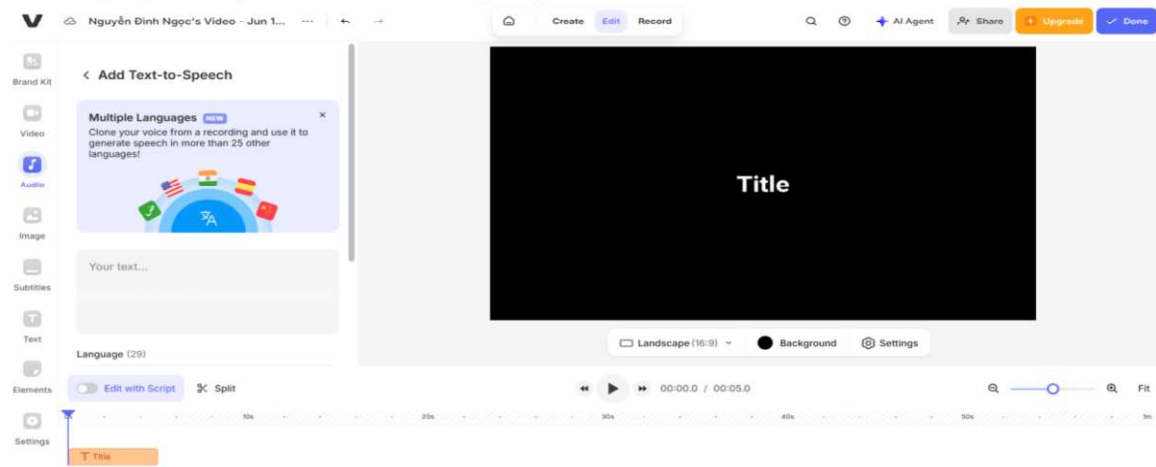 Nguyễn Đình Ngọc's Video - Jun 1... ...
Create Edit Record
AI Agent Share Upgrade Done
Brand Kit
Video
Audio
Image
Subtitles
Text
Elements
Settings
Add Text-to-Speech
Multiple Languages NEW
Clone your voice from a recording and use it to
generate speech in more than 25 other
languages!
Your text...
Language (29)
Title
Landscape (16:9) Background Settings
Edit with Script Split
00:00.0 / 00:05.0
Fit
10s 20s 30s 40s 50s 1m
T Title